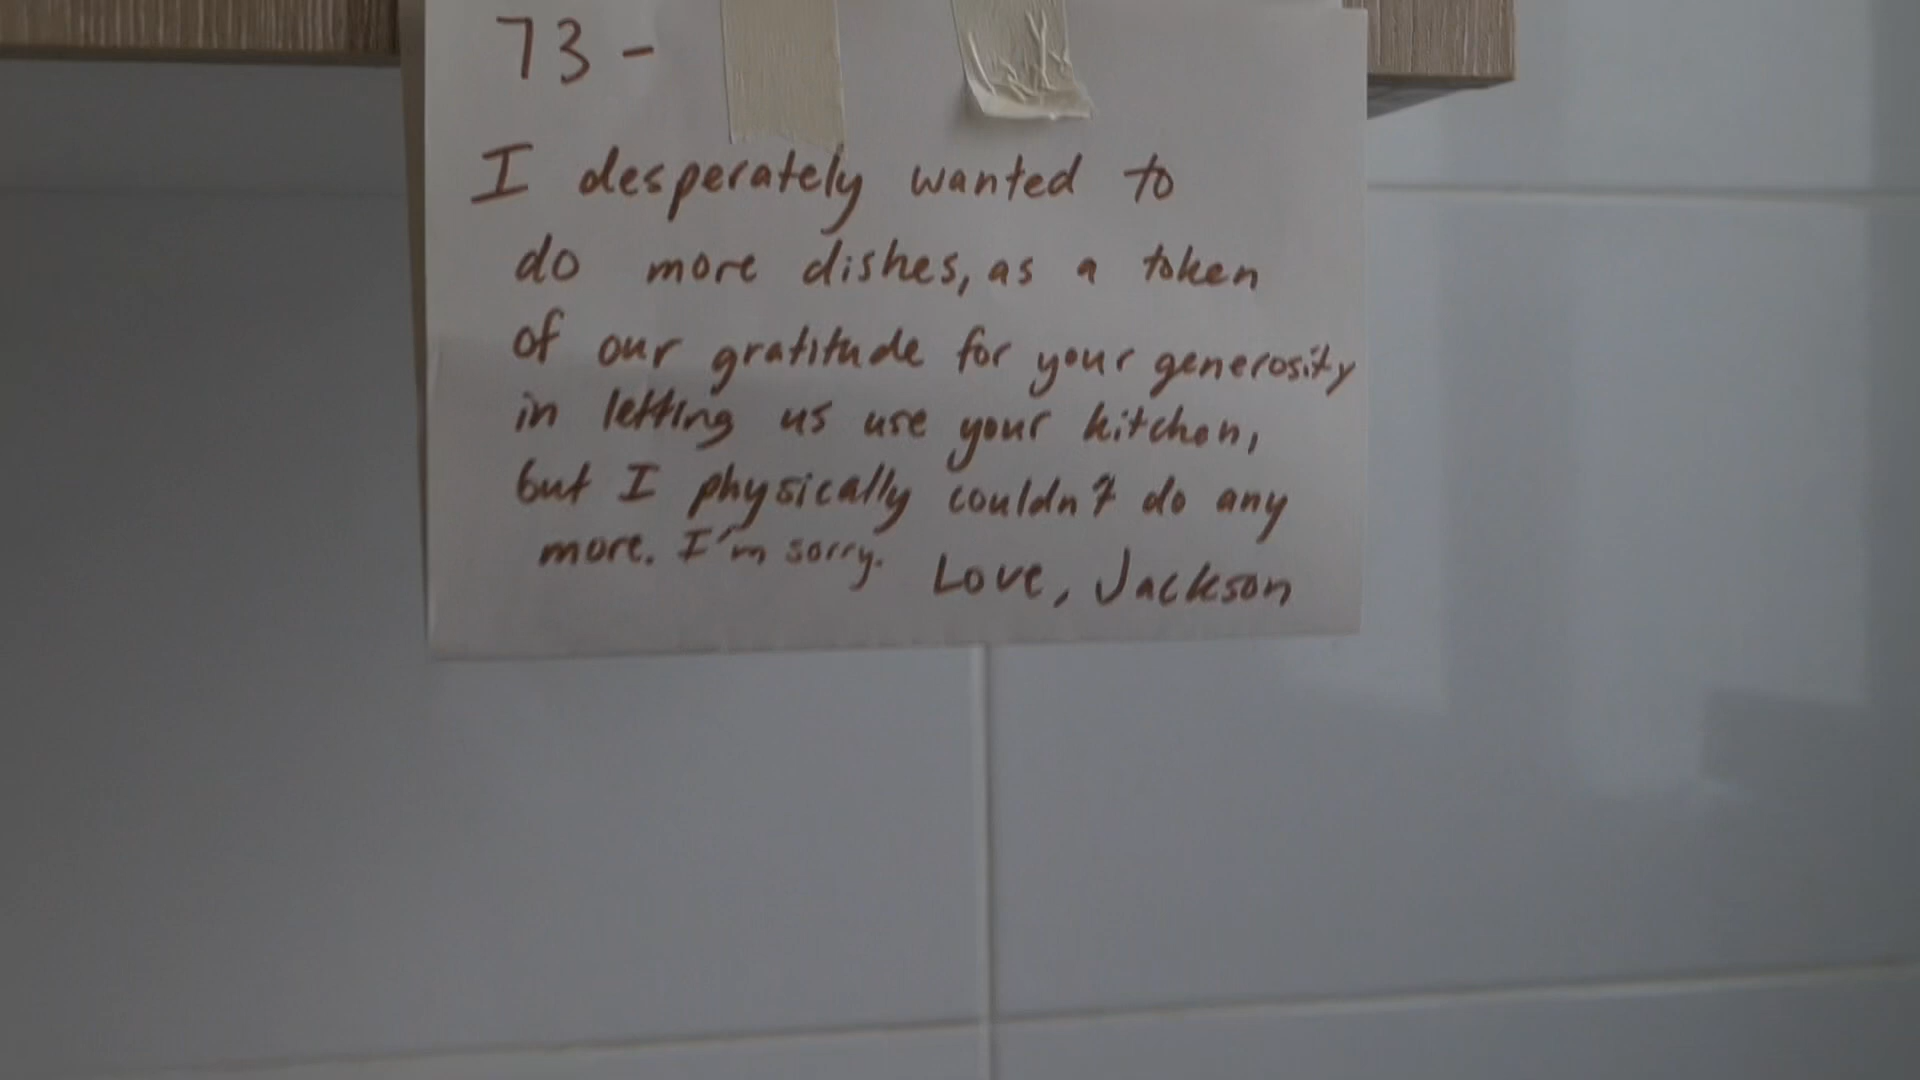 73 -
I desperately wanted to
do more dishes, as a token
of our gratitude for your generosity
in letting us use your kitchen,
but I physically couldn't do any
more. I'm sorry.
Love, Jackson